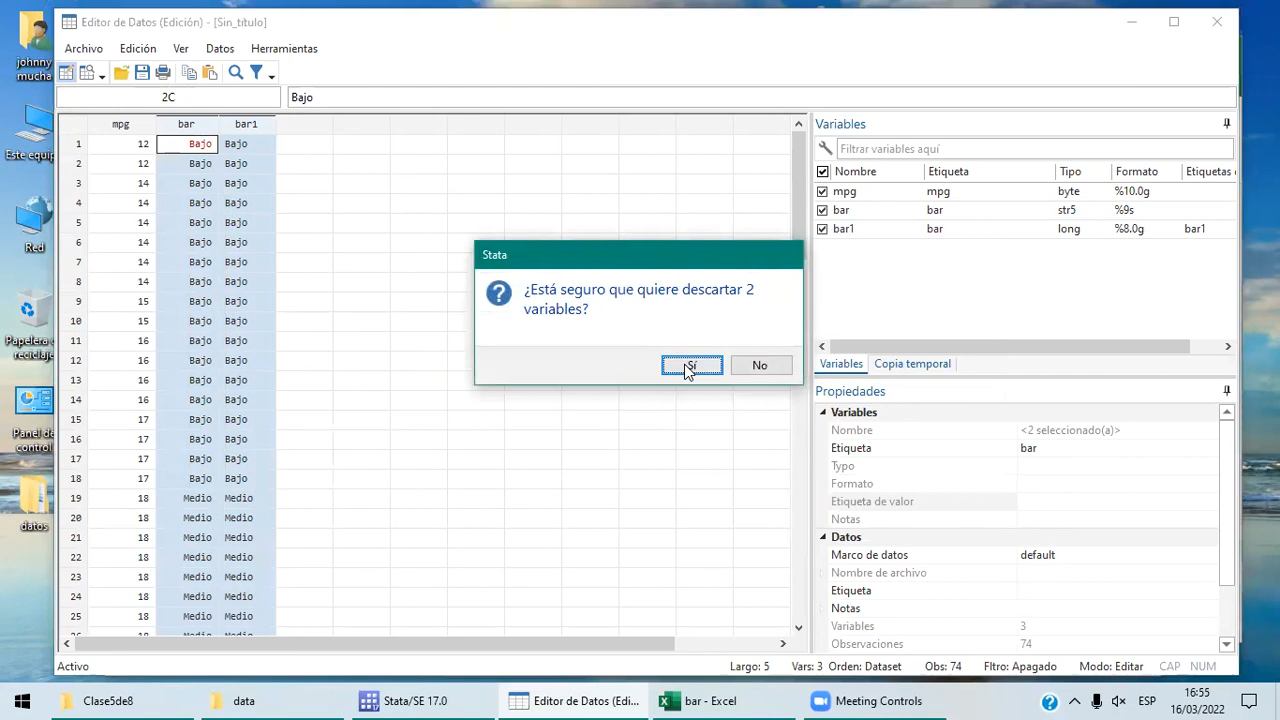 Editor de Datos (Edición) - [Sin_título]
Archivo Edición Ver Datos Herramientas
2C Bajo
mpg bar bar1
1 12 Bajo Bajo
2 12 Bajo Bajo
3 14 Bajo Bajo
4 14 Bajo Bajo
5 14 Bajo Bajo
6 14 Bajo Bajo
7 14 Bajo Bajo
8 14 Bajo Bajo
9 15 Bajo Bajo
10 15 Bajo Bajo
11 16 Bajo Bajo
12 16 Bajo Bajo
13 16 Bajo Bajo
14 16 Bajo Bajo
15 17 Bajo Bajo
16 17 Bajo Bajo
17 17 Bajo Bajo
18 17 Bajo Bajo
19 18 Medio Medio
20 18 Medio Medio
21 18 Medio Medio
22 18 Medio Medio
23 18 Medio Medio
24 18 Medio Medio
25 18 Medio Medio
26 18 Medio Medio
Variables
Filtrar variables aquí
Nombre Etiqueta Tipo Formato Etiquetas
mpg mpg byte %10.0g
bar bar str5 %9s
bar1 bar long %8.0g bar1
Variables Copia temporal
Propiedades
Variables
Nombre <2 seleccionado(a)>
Etiqueta bar
Typo
Formato
Etiqueta de valor
Notas
Datos
Marco de datos default
Nombre de archivo
Etiqueta
Notas
Variables 3
Observaciones 74
Stata
¿Está seguro que quiere descartar 2
variables?
Sí No
Activo Largo: 5 Vars: 3 Orden: Dataset Obs: 74 Fltro: Apagado Modo: Editar CAP NUM
johnny
mucha
Este equip
Red
Papelera
reciclaj
Panel d
control
datos
Clase5de8 data Stata/SE 17.0 Editor de Datos (Edi... bar - Excel Meeting Controls ESP 16:53
16/03/2022